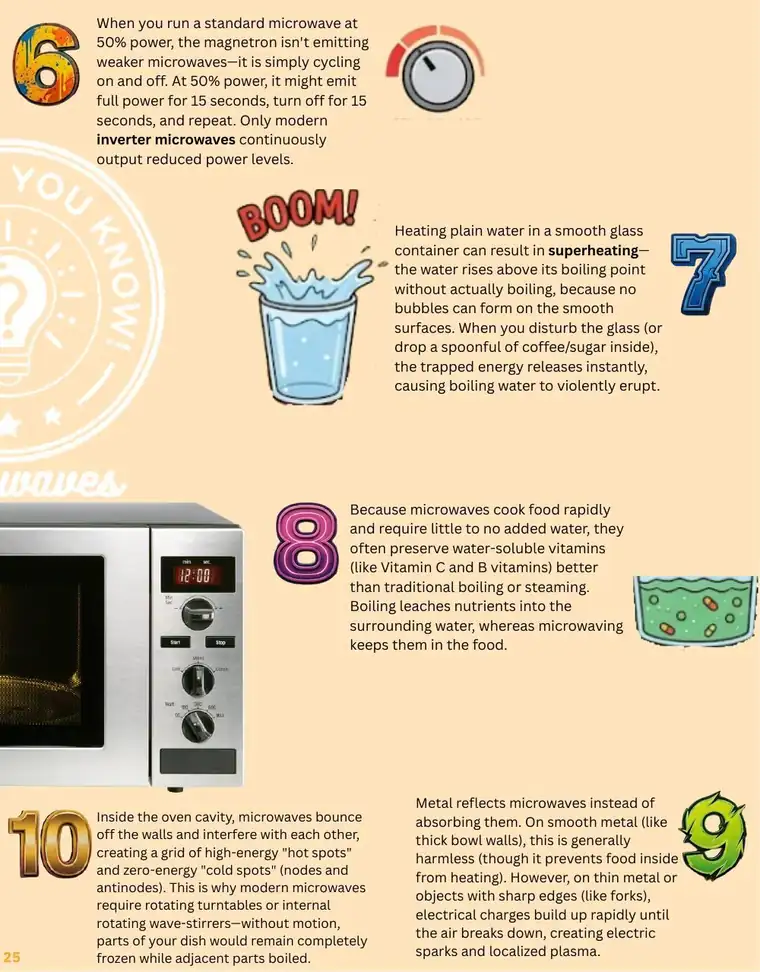 6
When you run a standard microwave at
50% power, the magnetron isn't emitting
weaker microwaves—it is simply cycling
on and off. At 50% power, it might emit
full power for 15 seconds, turn off for 15
seconds, and repeat. Only modern
inverter microwaves continuously
output reduced power levels.
YOU KNOW!
waves
BOOM!
7
Heating plain water in a smooth glass
container can result in superheating—
the water rises above its boiling point
without actually boiling, because no
bubbles can form on the smooth
surfaces. When you disturb the glass (or
drop a spoonful of coffee/sugar inside),
the trapped energy releases instantly,
causing boiling water to violently erupt.
8
Because microwaves cook food rapidly
and require little to no added water, they
often preserve water-soluble vitamins
(like Vitamin C and B vitamins) better
than traditional boiling or steaming.
Boiling leaches nutrients into the
surrounding water, whereas microwaving
keeps them in the food.
12:00
Start Stop
9
Metal reflects microwaves instead of
absorbing them. On smooth metal (like
thick bowl walls), this is generally
harmless (though it prevents food inside
from heating). However, on thin metal or
objects with sharp edges (like forks),
electrical charges build up rapidly until
the air breaks down, creating electric
sparks and localized plasma.
10
Inside the oven cavity, microwaves bounce
off the walls and interfere with each other,
creating a grid of high-energy "hot spots"
and zero-energy "cold spots" (nodes and
antinodes). This is why modern microwaves
require rotating turntables or internal
rotating wave-stirrers—without motion,
parts of your dish would remain completely
frozen while adjacent parts boiled.
25